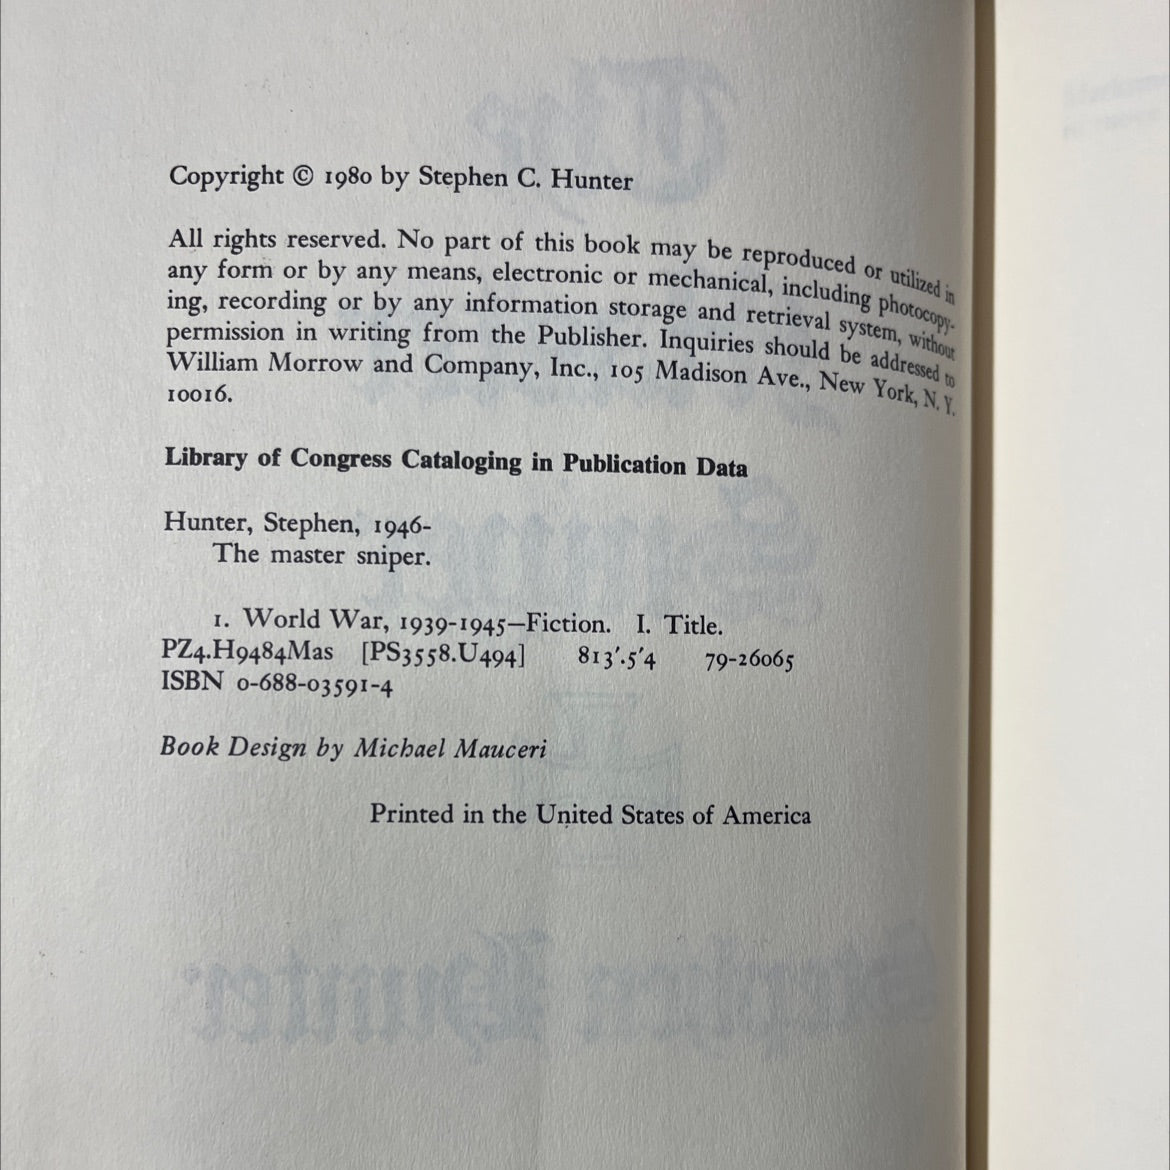 Copyright © 1980 by Stephen C. Hunter
All rights reserved. No part of this book may be reproduced or utilized in
any form or by any means, electronic or mechanical, including photocopy-
ing, recording or by any information storage and retrieval system, without
permission in writing from the Publisher. Inquiries should be addressed to
William Morrow and Company, Inc., 105 Madison Ave., New York, N. Y.
10016.
Library of Congress Cataloging in Publication Data
Hunter, Stephen, 1946-
The master sniper.
1. World War, 1939-1945—Fiction. I. Title.
PZ4.H9484Mas [PS3558.U494] 813'.5'4 79-26065
ISBN 0-688-03591-4
Book Design by Michael Mauceri
Printed in the United States of America